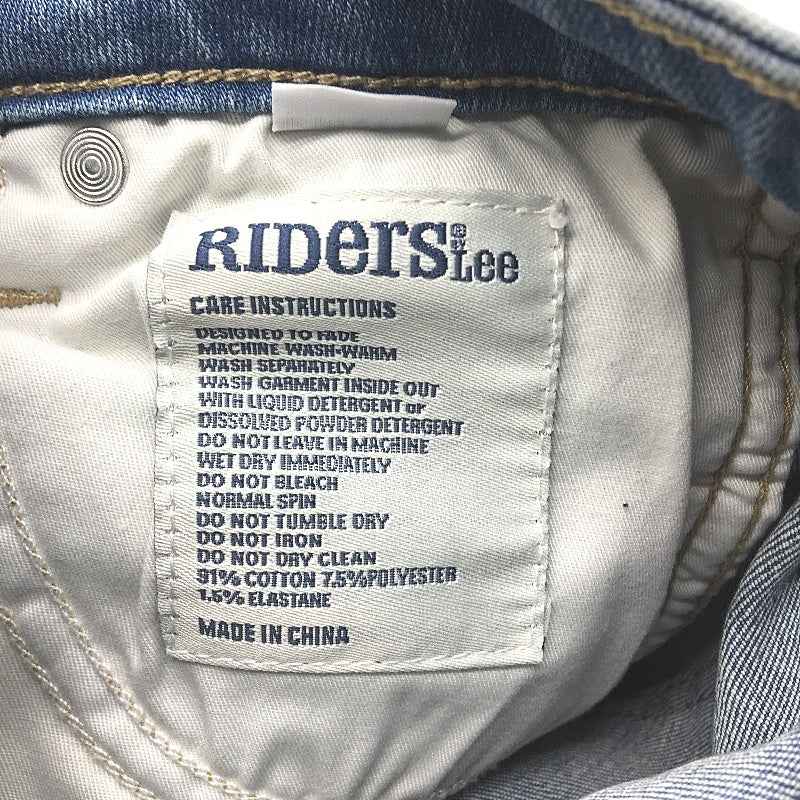 RIDERS BY Lee
CARE INSTRUCTIONS
DESIGNED TO FADE
MACHINE WASH-WARM
WASH SEPARATELY
WASH GARMENT INSIDE OUT
WITH LIQUID DETERGENT or
DISSOLVED POWDER DETERGENT
DO NOT LEAVE IN MACHINE
WET DRY IMMEDIATELY
DO NOT BLEACH
NORMAL SPIN
DO NOT TUMBLE DRY
DO NOT IRON
DO NOT DRY CLEAN
91% COTTON 7.5%POLYESTER
1.5% ELASTANE
MADE IN CHINA